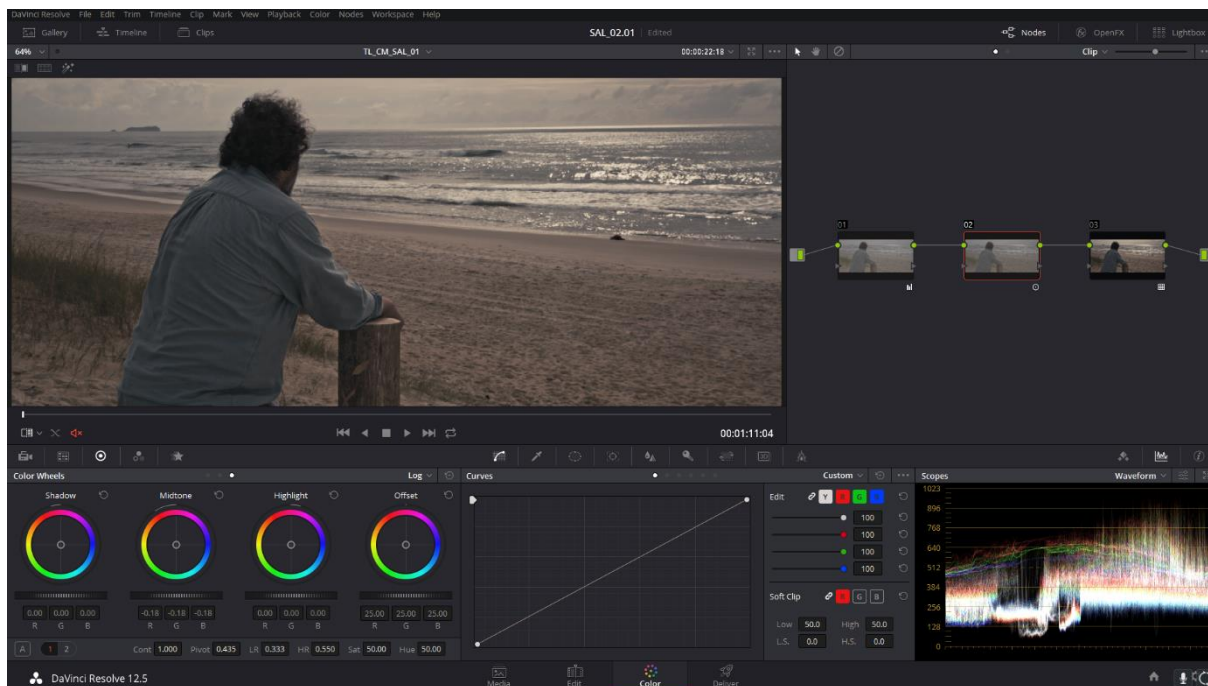 DaVinci Resolve File Edit Trim Timeline Clip Mark View Playback Color Nodes Workspace Help
Gallery Timeline Clips SAL_02.01 Edited Nodes OpenFX Lightbox
64% TL_CM_SAL_01 00:00:22:18 Clip
01 02 03
00:01:11:04
Color Wheels Log Curves Custom Scopes Waveform
Shadow Midtone Highlight Offset
Edit Y R G
100
100
100
100
Soft Clip R G B
Low 50.0 High 50.0
L.S. 0.0 H.S. 0.0
1023
896
768
640
512
384
256
128
0
0.00 0.00 0.00 -0.18 -0.18 -0.18 0.00 0.00 0.00 25.00 25.00 25.00
R G B R G B R G B R G B
A 1 2 Cont 1.000 Pivot 0.435 LR 0.333 HR 0.550 Sat 50.00 Hue 50.00
DaVinci Resolve 12.5 Media Edit Color Deliver